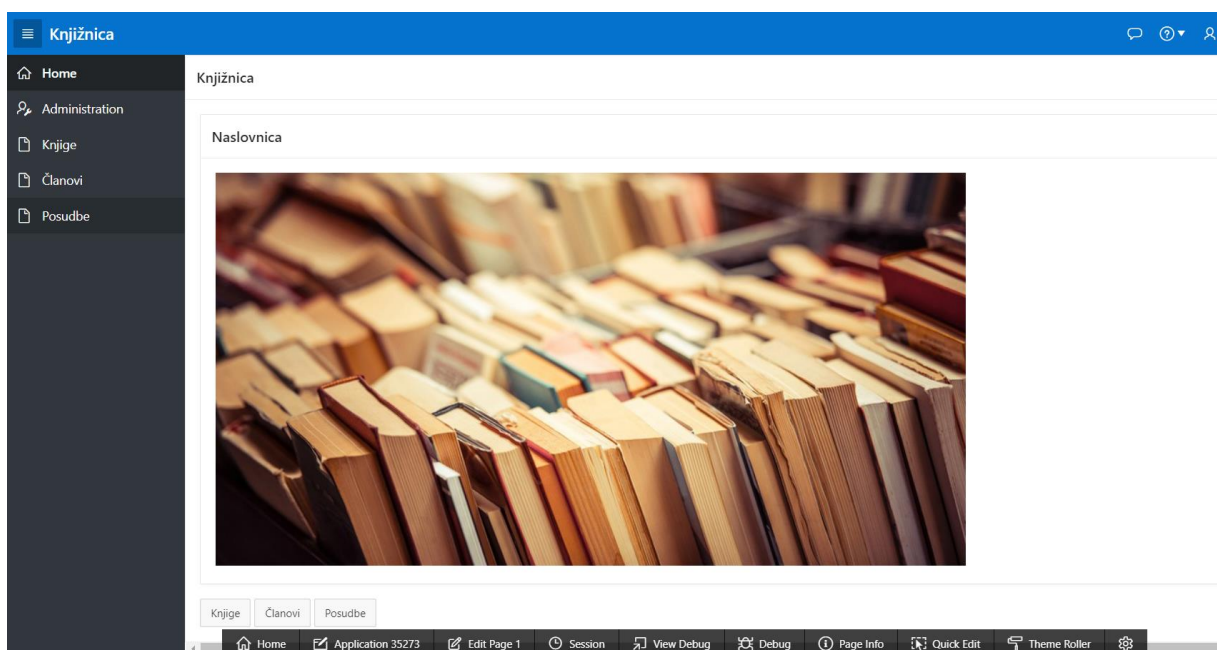 Knjižnica
Home
Administration
Knjige
Članovi
Posudbe
Knjižnica
Naslovnica
Knjige Članovi Posudbe
Home Application 35273 Edit Page 1 Session View Debug Debug Page Info Quick Edit Theme Roller